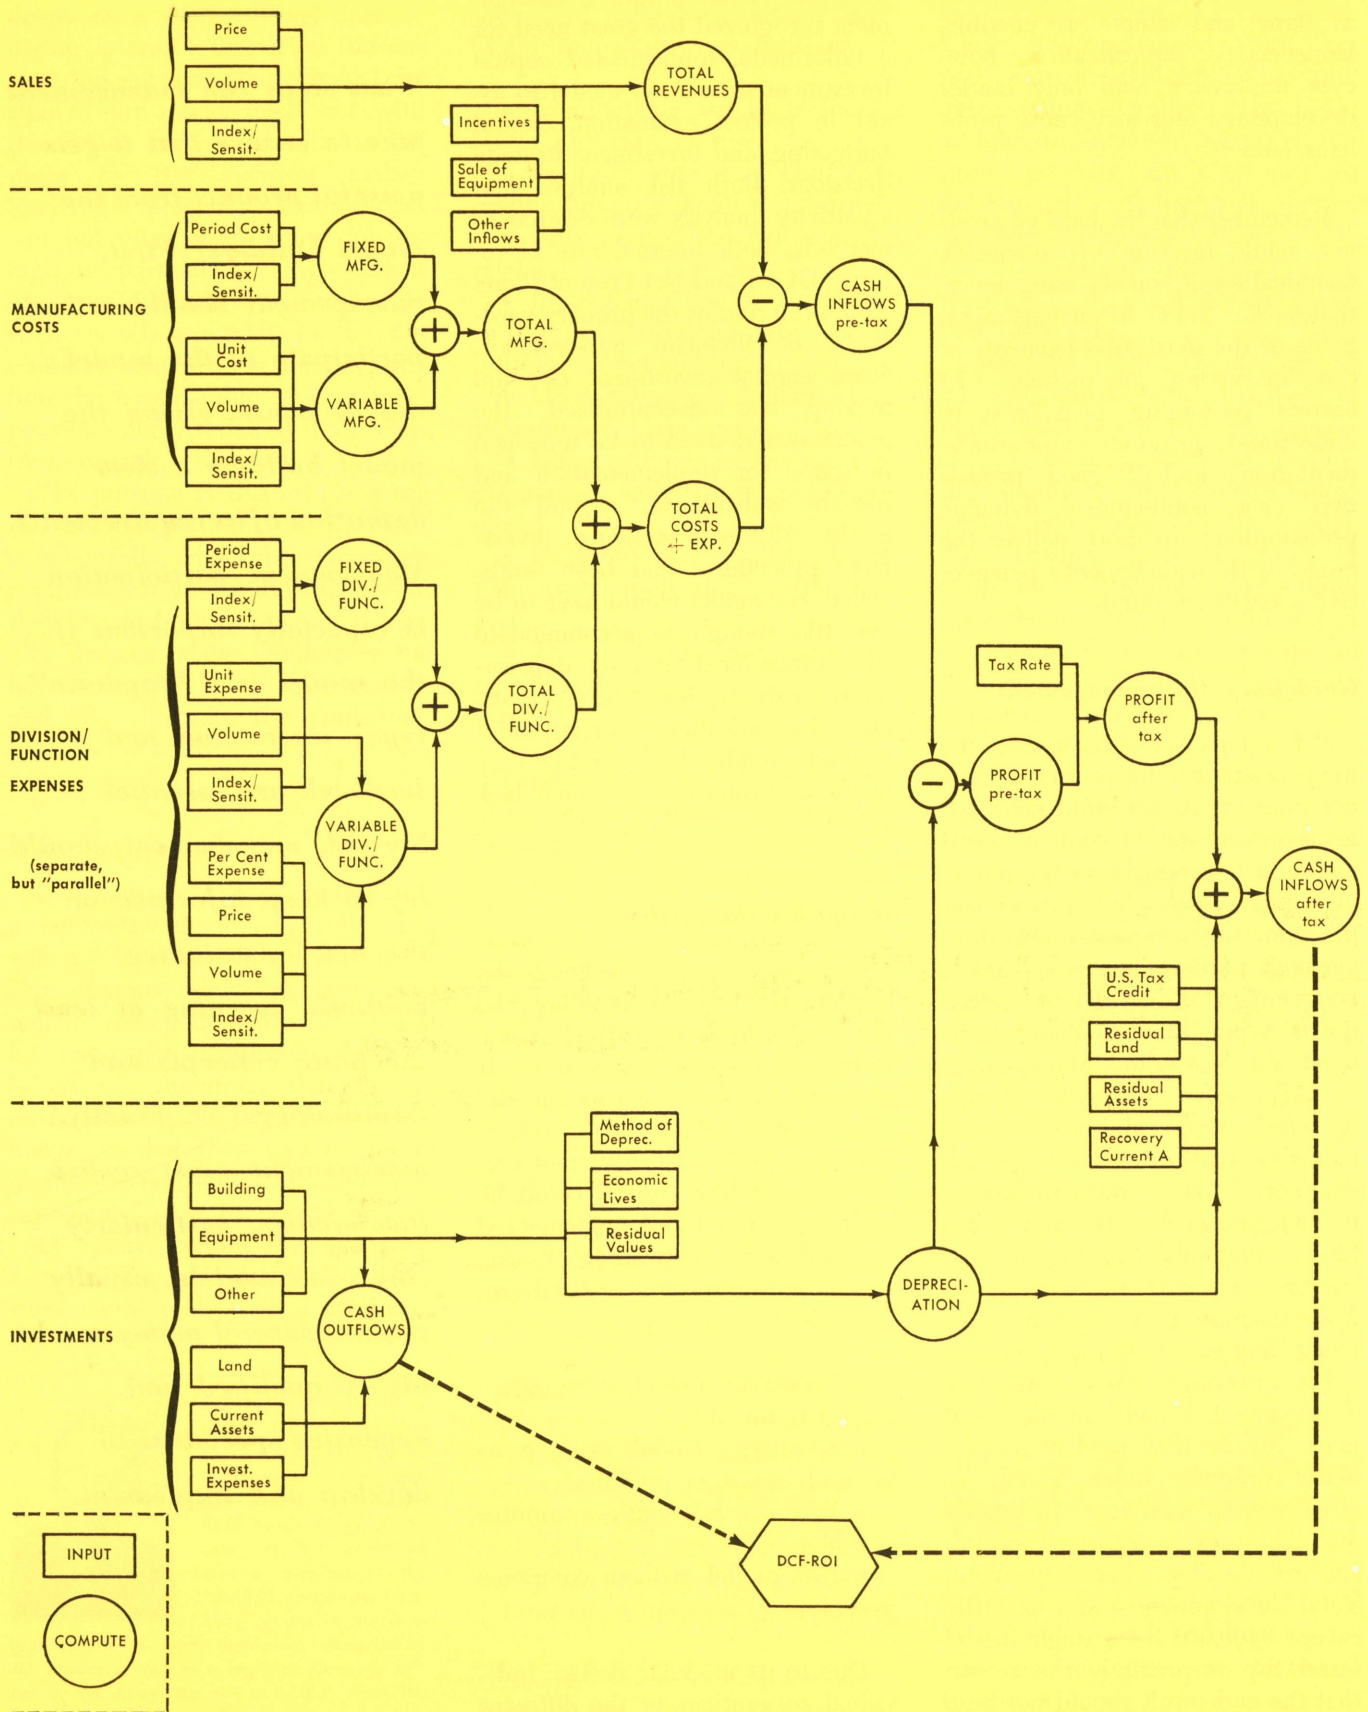 SALES
Price
Volume
Index/
Sensit.
Incentives
Sale of
Equipment
Other
Inflows
TOTAL
REVENUES
MANUFACTURING
COSTS
Period Cost
Index/
Sensit.
FIXED
MFG.
Unit
Cost
Volume
Index/
Sensit.
VARIABLE
MFG.
+
TOTAL
MFG.
+
TOTAL
COSTS
+ EXP.
−
CASH
INFLOWS
pre-tax
DIVISION/
FUNCTION
EXPENSES
(separate,
but "parallel")
Period
Expense
Index/
Sensit.
FIXED
DIV./
FUNC.
Unit
Expense
Volume
Index/
Sensit.
VARIABLE
DIV./
FUNC.
Per Cent
Expense
Price
Volume
Index/
Sensit.
+
TOTAL
DIV./
FUNC.
Tax Rate
−
PROFIT
pre-tax
PROFIT
after
tax
+
CASH
INFLOWS
after
tax
U.S. Tax
Credit
Residual
Land
Residual
Assets
Recovery
Current A
INVESTMENTS
Building
Equipment
Other
Land
Current
Assets
Invest.
Expenses
CASH
OUTFLOWS
Method of
Deprec.
Economic
Lives
Residual
Values
DEPRECI-
ATION
DCF-ROI
INPUT
COMPUTE